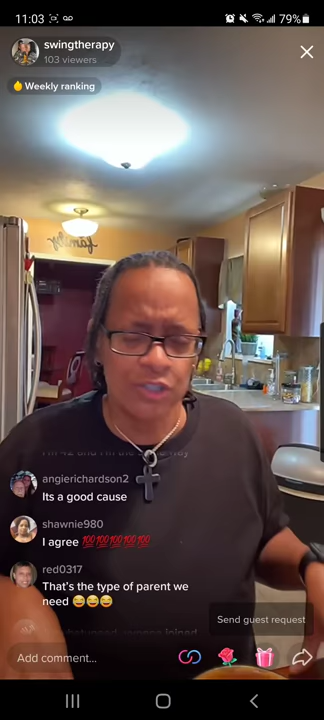 11:03
79%
swingtherapy
103 viewers
Weekly ranking
family
angierichardson2
Its a good cause
shawnie980
I agree 💯💯💯💯💯
red0317
That's the type of parent we
need 😂😂😂
joined
Send guest request
Add comment...